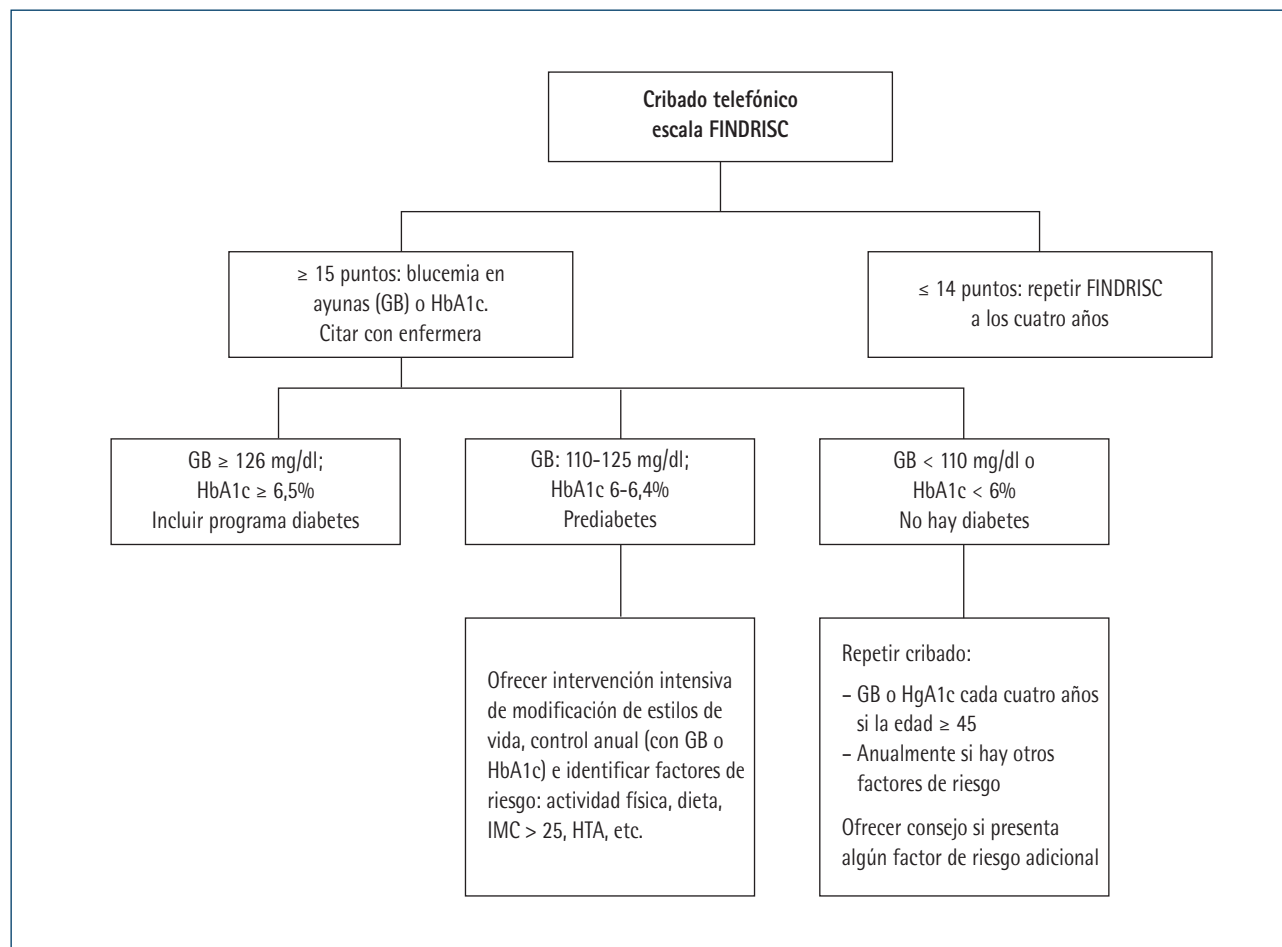 Cribado telefónico
escala FINDRISC
≥ 15 puntos: blucemia en
ayunas (GB) o HbA1c.
Citar con enfermera
≤ 14 puntos: repetir FINDRISC
a los cuatro años
GB ≥ 126 mg/dl;
HbA1c ≥ 6,5%
Incluir programa diabetes
GB: 110-125 mg/dl;
HbA1c 6-6,4%
Prediabetes
GB < 110 mg/dl o
HbA1c < 6%
No hay diabetes
Ofrecer intervención intensiva
de modificación de estilos de
vida, control anual (con GB o
HbA1c) e identificar factores de
riesgo: actividad física, dieta,
IMC > 25, HTA, etc.
Repetir cribado:
– GB o HgA1c cada cuatro años
si la edad ≥ 45
– Anualmente si hay otros
factores de riesgo
Ofrecer consejo si presenta
algún factor de riesgo adicional